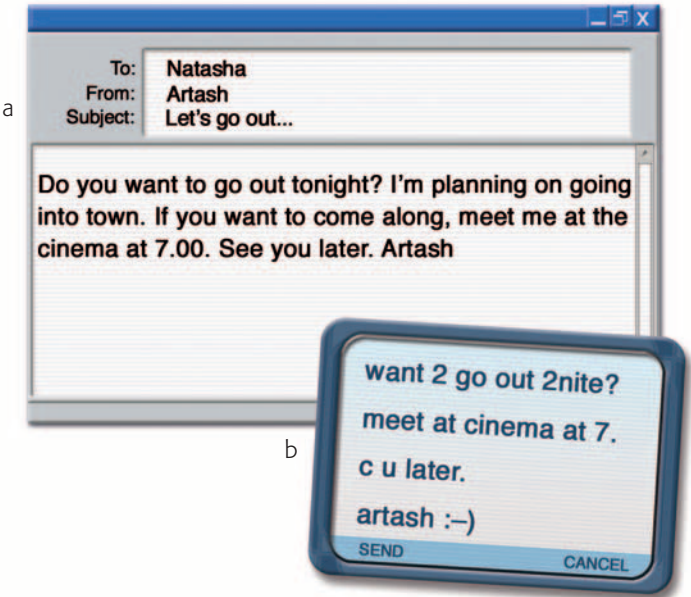 a
To: Natasha
From: Artash
Subject: Let's go out...
Do you want to go out tonight? I'm planning on going
into town. If you want to come along, meet me at the
cinema at 7.00. See you later. Artash
b
want 2 go out 2nite?
meet at cinema at 7.
c u later.
artash :–)
SEND CANCEL